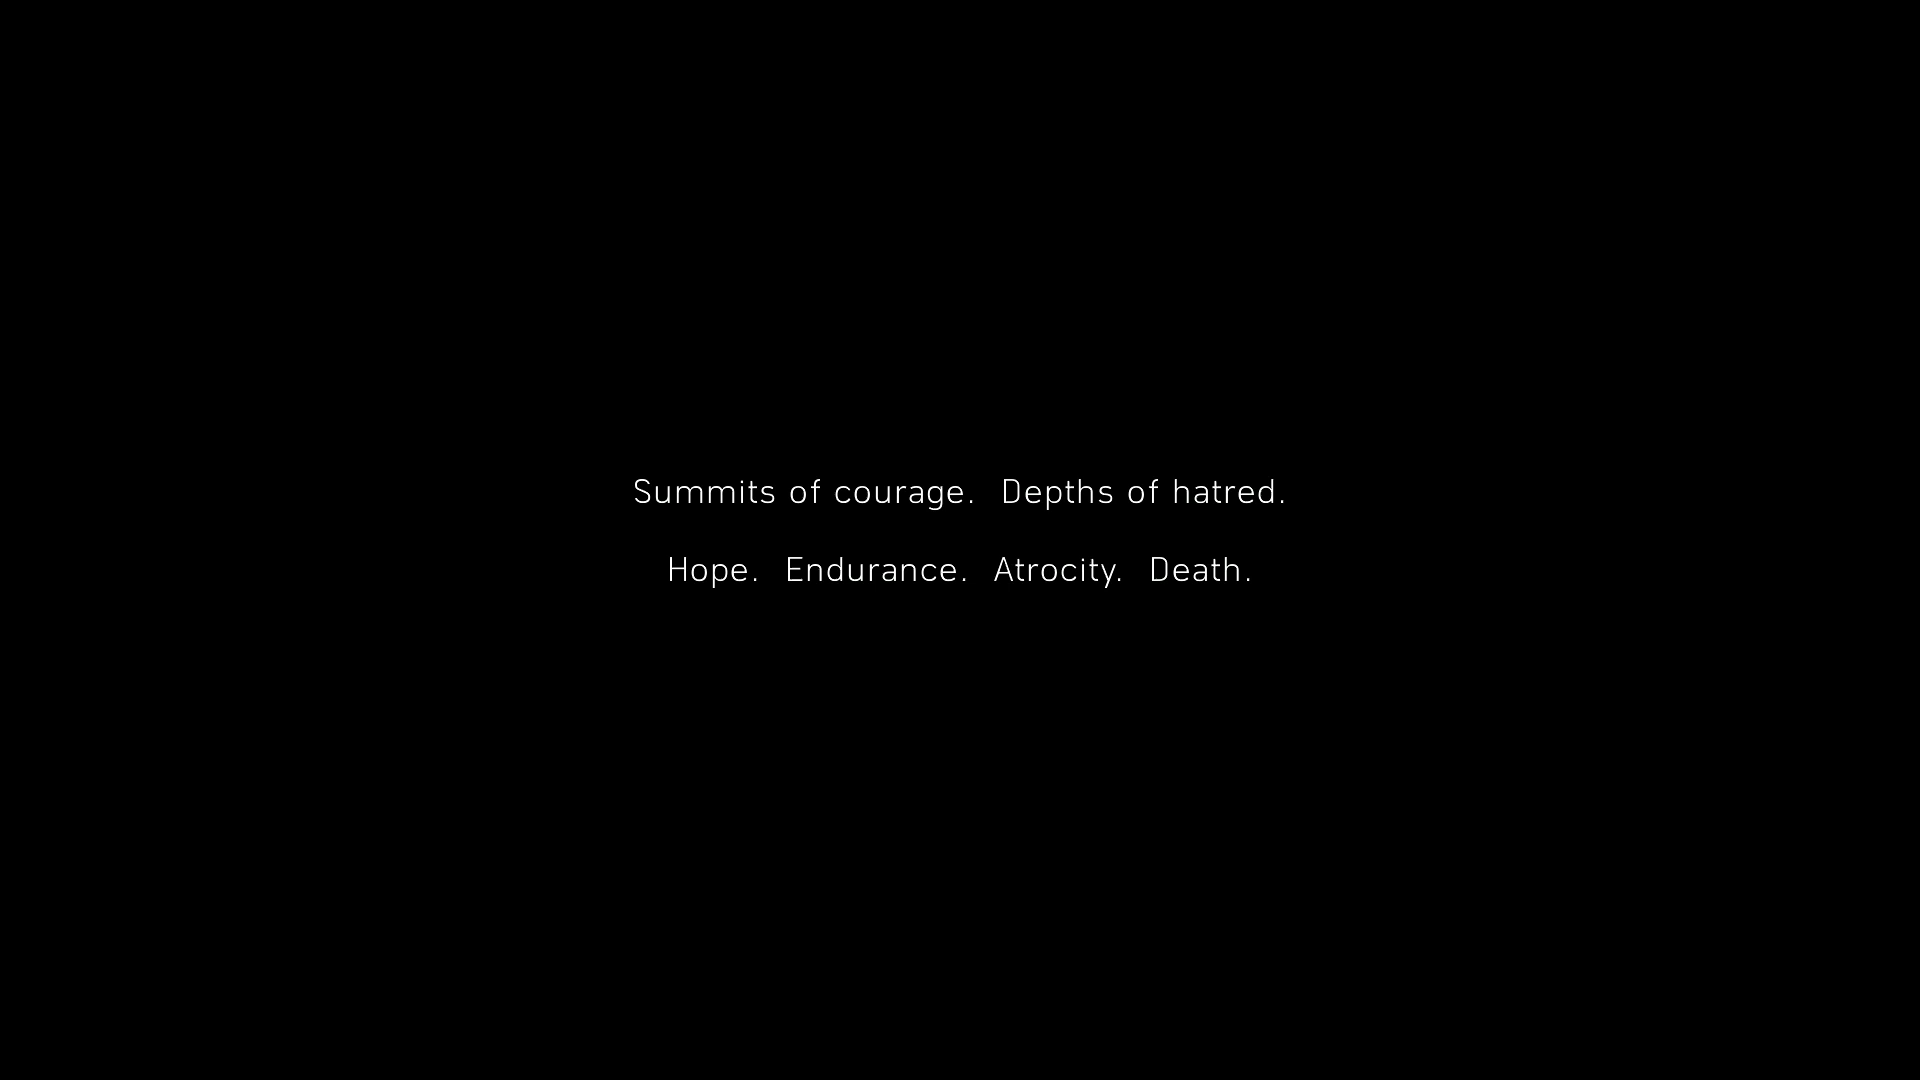 Summits of courage.  Depths of hatred.
Hope.  Endurance.  Atrocity.  Death.